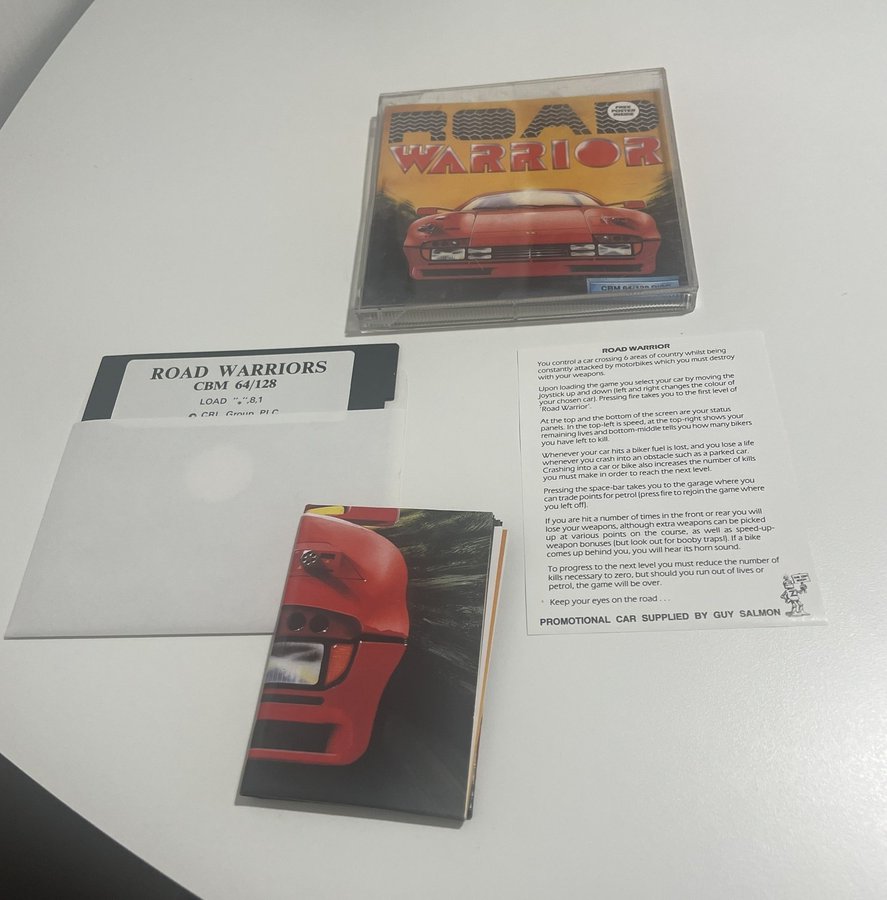 FREE
POSTER
INSIDE
ROAD
WARRIOR
CBM 64/128 DISC
ROAD WARRIORS
CBM 64/128
LOAD "*",8,1
© CRL Group PLC
ROAD WARRIOR
You control a car crossing 6 areas of country whilst being
constantly attacked by motorbikes which you must destroy
with your weapons.
Upon loading the game you select your car by moving the
Joystick up and down (left and right changes the colour of
your chosen car). Pressing fire takes you to the first level of
'Road Warrior'.
At the top and the bottom of the screen are your status
panels. In the top-left is speed, at the top-right shows your
remaining lives and bottom-middle tells you how many bikers
you have left to kill.
Whenever your car hits a biker fuel is lost, and you lose a life
whenever you crash into an obstacle such as a parked car.
Crashing into a car or bike also increases the number of kills
you must make in order to reach the next level.
Pressing the space-bar takes you to the garage where you
can trade points for petrol (press fire to rejoin the game where
you left off).
If you are hit a number of times in the front or rear you will
lose your weapons, although extra weapons can be picked
up at various points on the course, as well as speed-up-
weapon bonuses (but look out for booby traps!). If a bike
comes up behind you, you will hear its horn sound.
To progress to the next level you must reduce the number of
kills necessary to zero, but should you run out of lives or
petrol, the game will be over.
Keep your eyes on the road . . .
PROMOTIONAL CAR SUPPLIED BY GUY SALMON